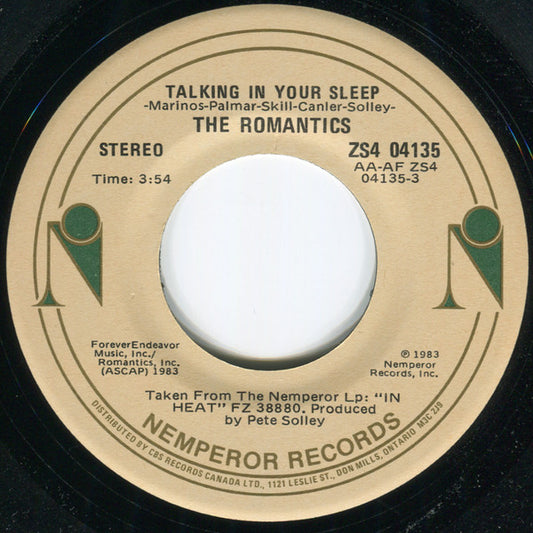 TALKING IN YOUR SLEEP
-Marinos-Palmar-Skill-Canler-Solley-
THE ROMANTICS
STEREO
ZS4 04135
AA-AF ZS4
04135-3
Time: 3:54
ForeverEndeavor
Music, Inc./
Romantics, Inc.
(ASCAP) 1983
℗ 1983
Nemperor
Records, Inc.
Taken From The Nemperor Lp: "IN
HEAT" FZ 38880. Produced
by Pete Solley
NEMPEROR RECORDS
DISTRIBUTED BY CBS RECORDS CANADA LTD., 1121 LESLIE ST., DON MILLS, ONTARIO M3C 2J9